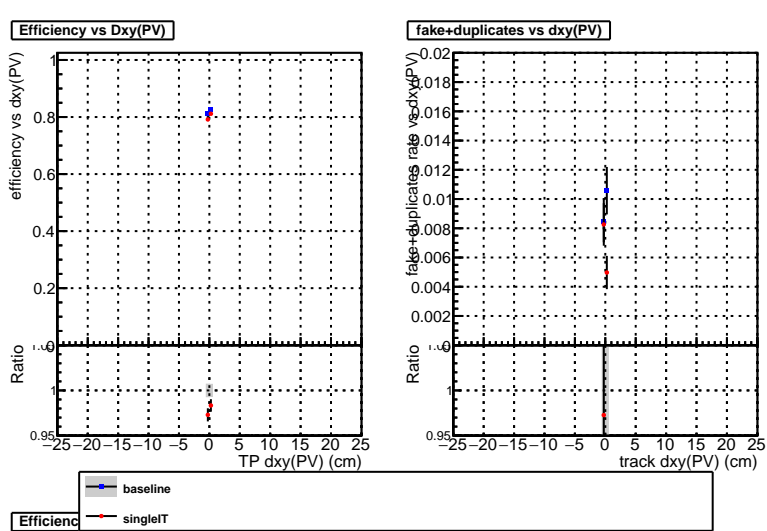 Efficiency vs Dxy(PV)
efficiency vs dxy(PV)
1
0.8
0.6
0.4
0.2
0
Ratio
1
0.95
−25 −20 −15 −10 −5 0 5 10 15 20 25
TP dxy(PV) (cm)
fake+duplicates vs dxy(PV)
fake+duplicates rate vs dxy(PV)
0.02
0.018
0.016
0.014
0.012
0.01
0.008
0.006
0.004
0.002
0
Ratio
1
0.95
−25 −20 −15 −10 −5 0 5 10 15 20 25
track dxy(PV) (cm)
baseline
singleIT
Efficienc